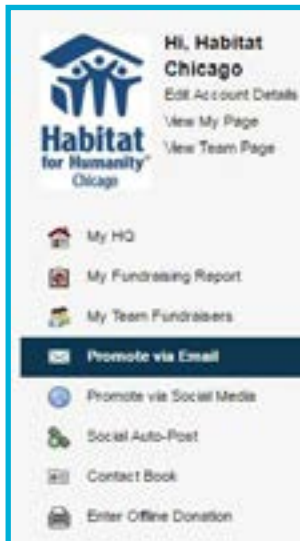 Hi, Habitat
Chicago
Edit Account Details
View My Page
View Team Page
Habitat
for Humanity®
Chicago
My HQ
My Fundraising Report
My Team Fundraisers
Promote via Email
Promote via Social Media
Social Auto-Post
Contact Book
Enter Offline Donation